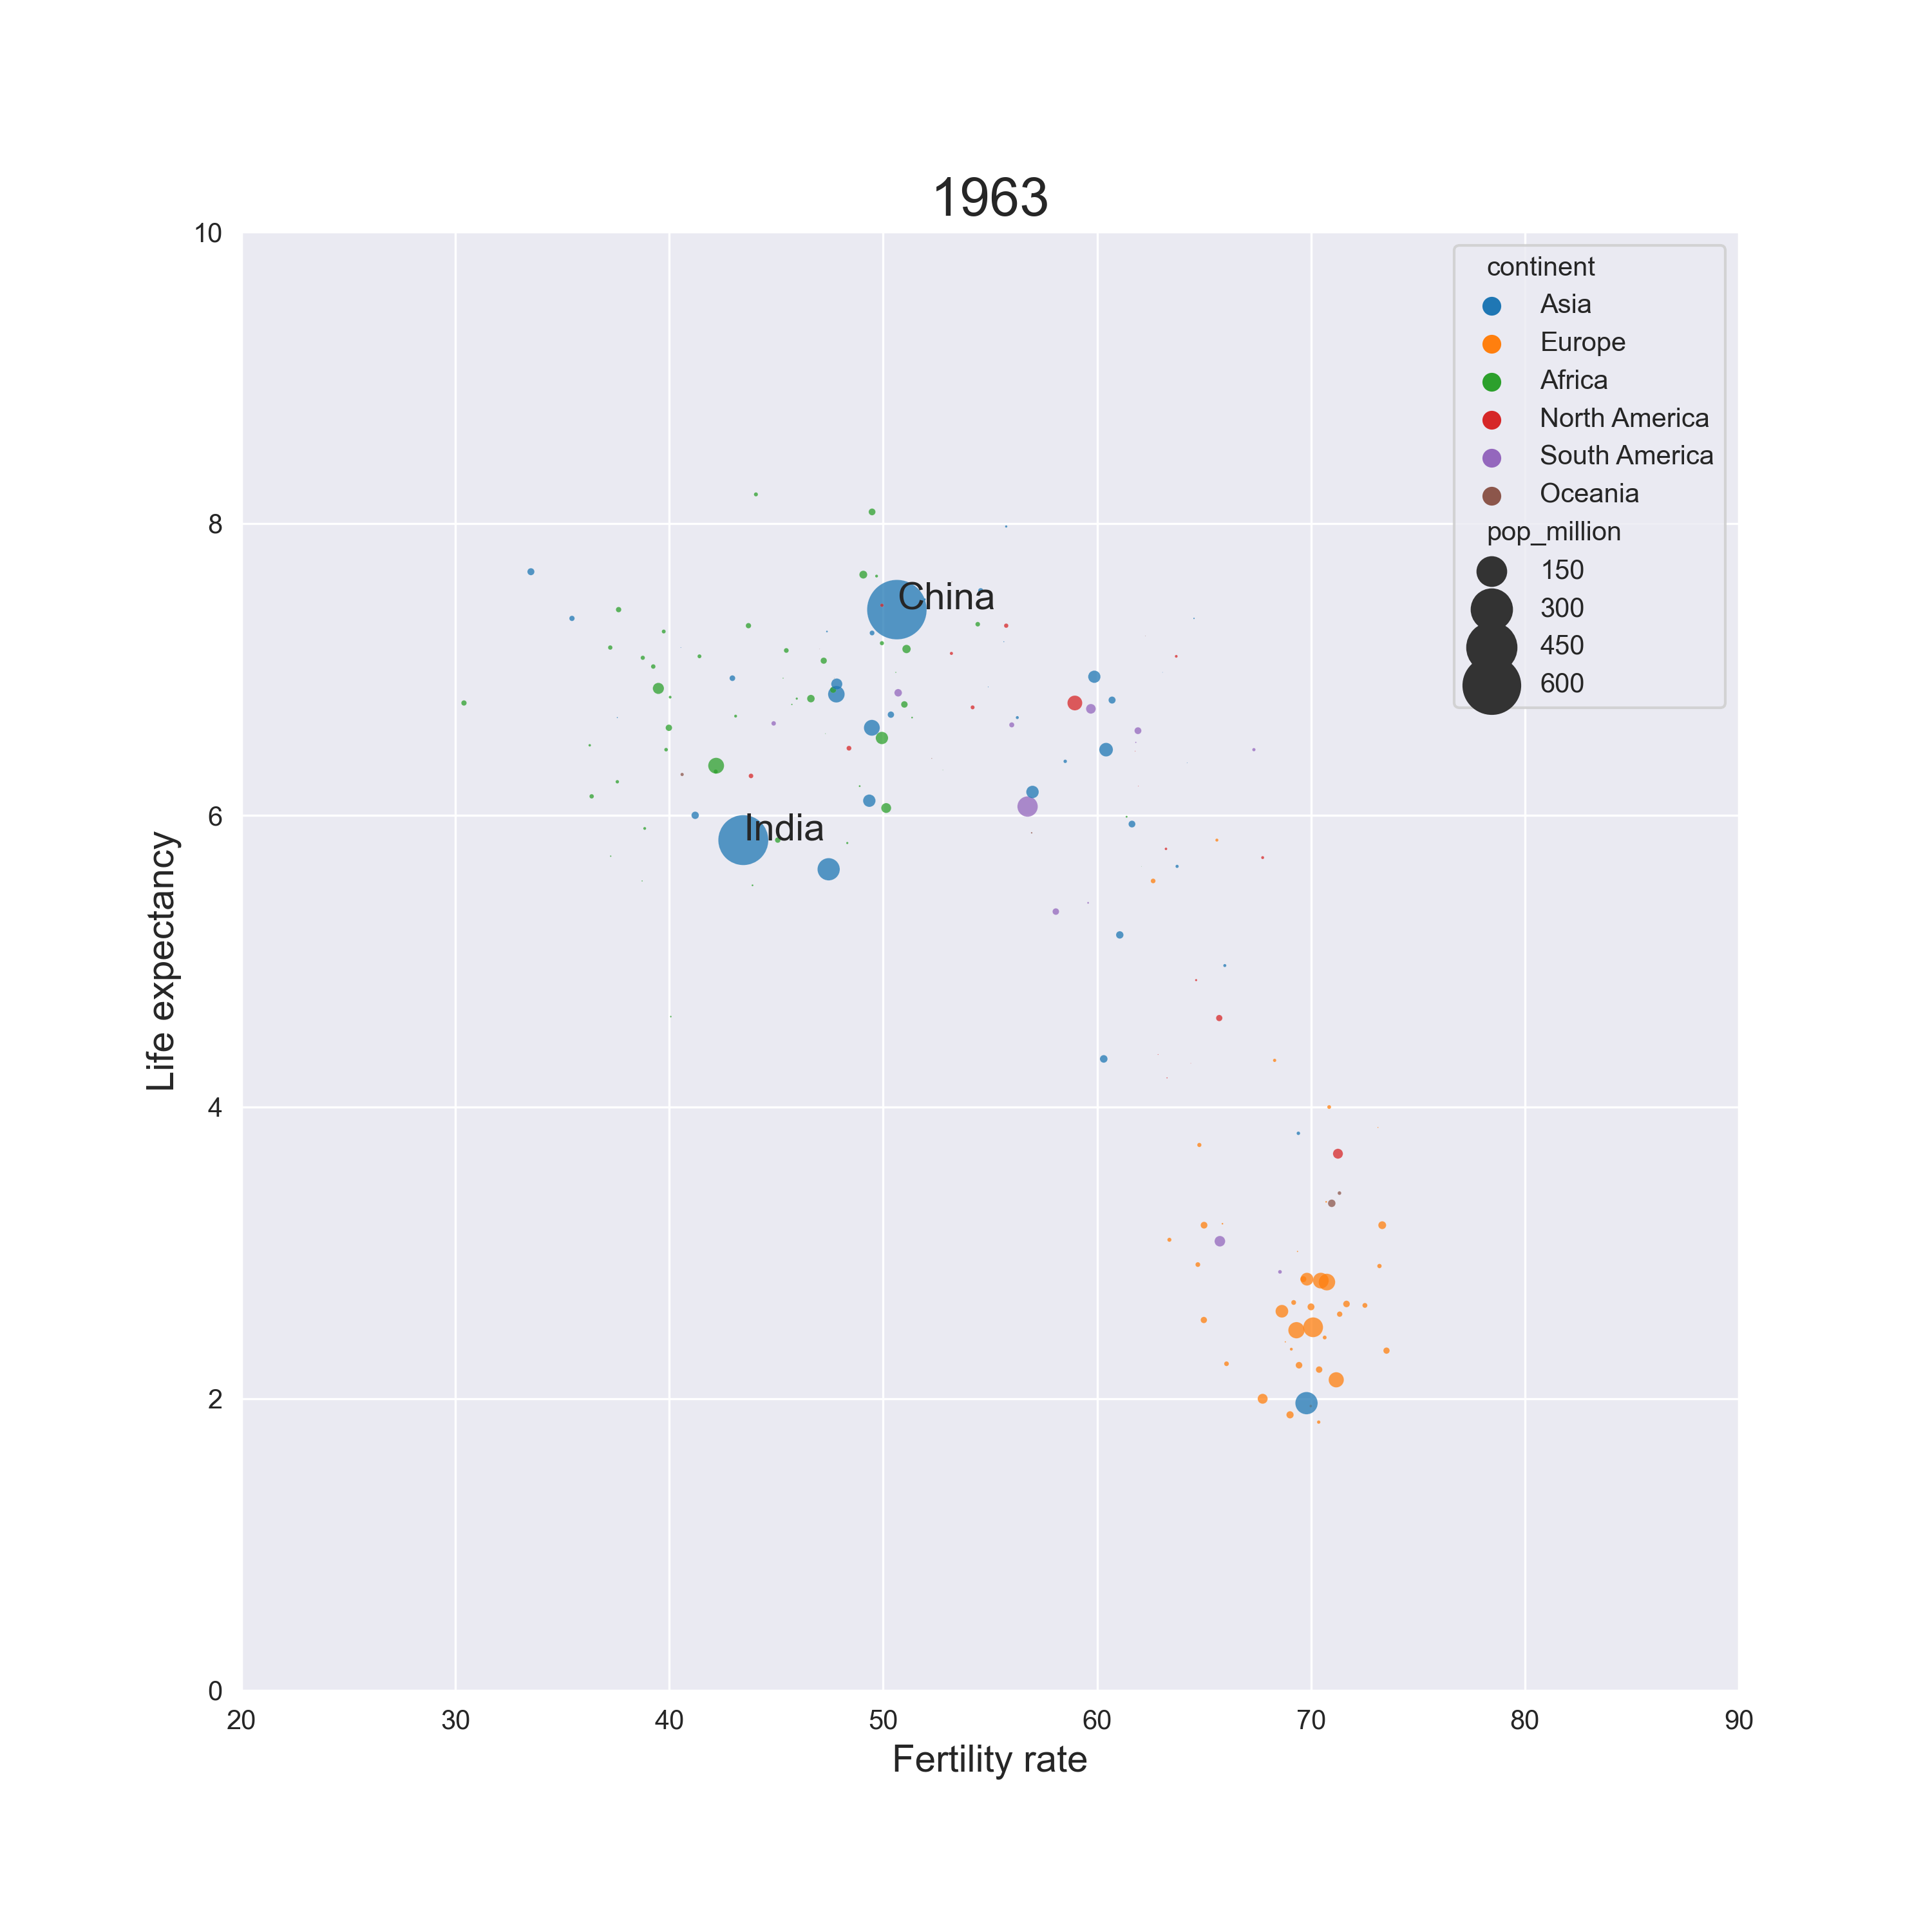 1963
10
8
6
4
2
0
Life expectancy
20 30 40 50 60 70 80 90
Fertility rate
China
India
continent
Asia
Europe
Africa
North America
South America
Oceania
pop_million
150
300
450
600